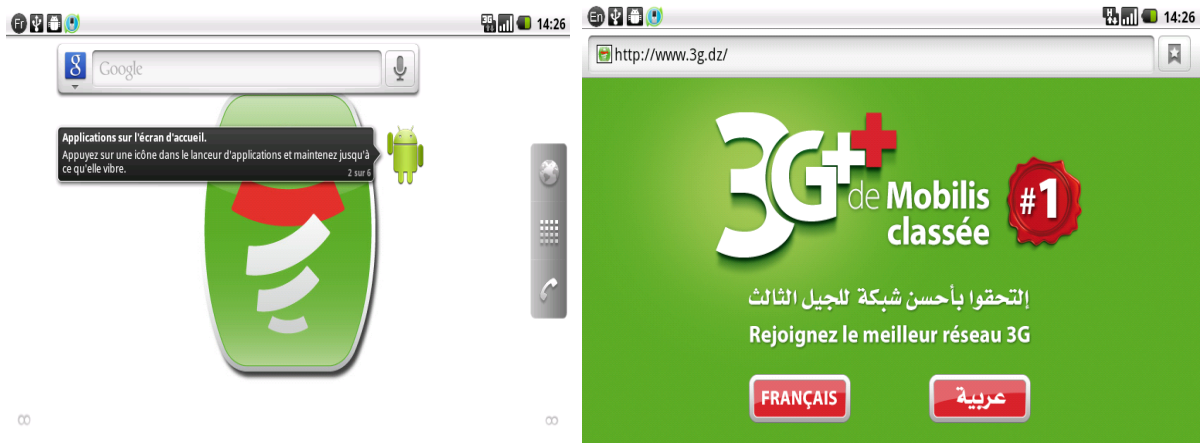 Fr
3G
14:26
g
Google
Applications sur l'écran d'accueil.
Appuyez sur une icône dans le lanceur d'applications et maintenez jusqu'à
ce qu'elle vibre.
2 sur 6
En
H
14:26
http://www.3g.dz/
3G++
de Mobilis
classée
#1
إلتحقوا بأحسن شبكة للجيل الثالث
Rejoignez le meilleur réseau 3G
FRANÇAIS
عربية